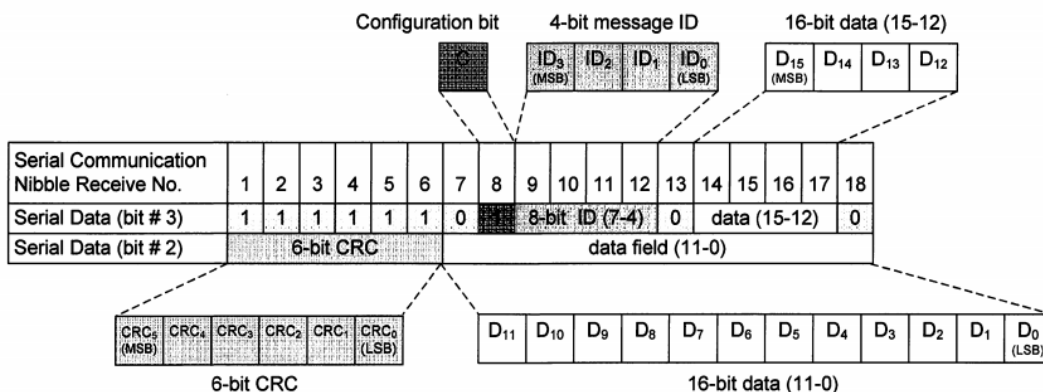 Configuration bit 4-bit message ID 16-bit data (15-12)
C ID3 (MSB) ID2 ID1 ID0 (LSB) D15 (MSB) D14 D13 D12
Serial Communication
Nibble Receive No. 1 2 3 4 5 6 7 8 9 10 11 12 13 14 15 16 17 18
Serial Data (bit # 3) 1 1 1 1 1 1 0 1 8-bit ID (7-4) 0 data (15-12) 0
Serial Data (bit # 2) 6-bit CRC data field (11-0)
CRC5 (MSB) CRC4 CRC3 CRC2 CRC1 CRC0 (LSB) D11 D10 D9 D8 D7 D6 D5 D4 D3 D2 D1 D0 (LSB)
6-bit CRC 16-bit data (11-0)